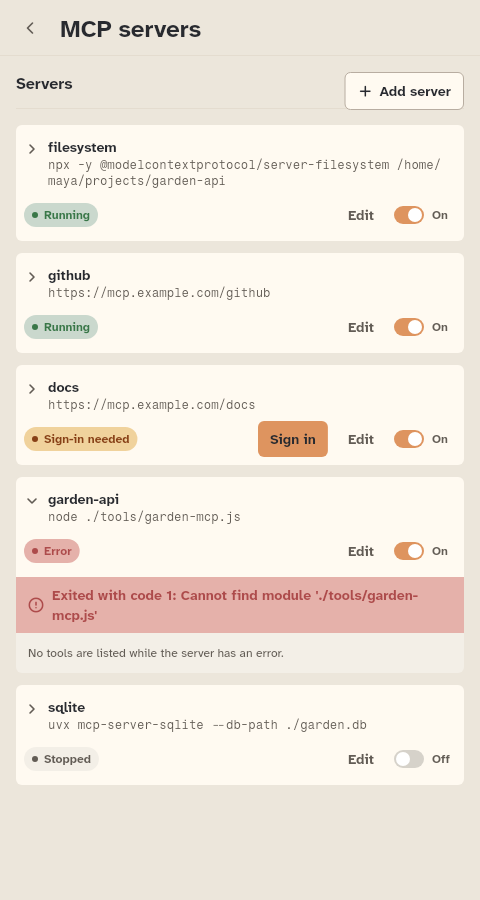 MCP servers
Servers
Add server
filesystem
npx -y @modelcontextprotocol/server-filesystem /home/
maya/projects/garden-api
Running
Edit
On
github
https://mcp.example.com/github
Running
Edit
On
docs
https://mcp.example.com/docs
Sign-in needed
Sign in
Edit
On
garden-api
node ./tools/garden-mcp.js
Error
Edit
On
Exited with code 1: Cannot find module './tools/garden-
mcp.js'
No tools are listed while the server has an error.
sqlite
uvx mcp-server-sqlite --db-path ./garden.db
Stopped
Edit
Off